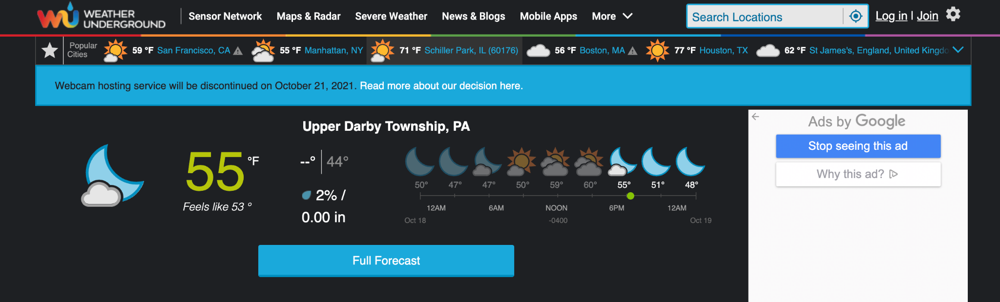 WEATHER
UNDERGROUND
Sensor Network Maps & Radar Severe Weather News & Blogs Mobile Apps More
Search Locations
Log in | Join
Popular
Cities
59 °F San Francisco, CA
55 °F Manhattan, NY
71 °F Schiller Park, IL (60176)
56 °F Boston, MA
77 °F Houston, TX
62 °F St James's, England, United Kingdo
Webcam hosting service will be discontinued on October 21, 2021. Read more about our decision here.
Upper Darby Township, PA
55 °F
Feels like 53 °
--° | 44°
2% /
0.00 in
50° 47° 47° 50° 59° 60° 55° 51° 48°
12AM 6AM NOON 6PM 12AM
Oct 18 -0400 Oct 19
Full Forecast
Ads by Google
Stop seeing this ad
Why this ad?